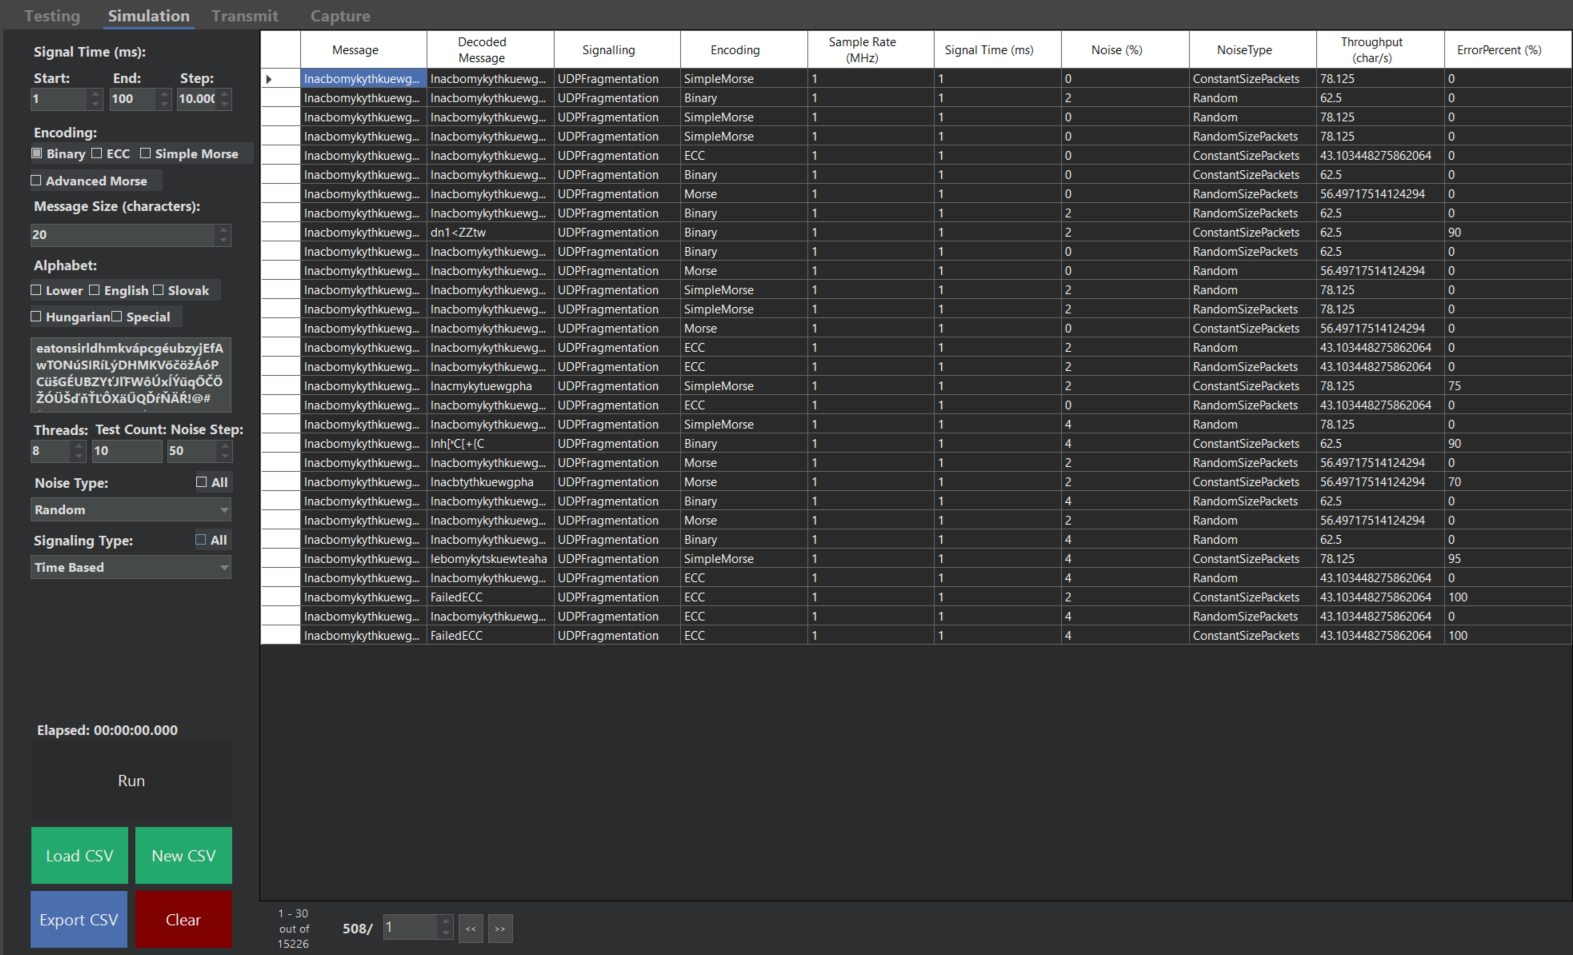 Testing Simulation Transmit Capture
Signal Time (ms):
Start: End: Step:
1 100 10.000
Encoding:
Binary ECC Simple Morse
Advanced Morse
Message Size (characters):
20
Alphabet:
Lower English Slovak
Hungarian Special
Threads: Test Count: Noise Step:
8 10 50
Noise Type: All
Random
Signaling Type: All
Time Based
Elapsed: 00:00:00.000
Run
Load CSV New CSV
Export CSV Clear
Message Decoded Message Signalling Encoding Sample Rate (MHz) Signal Time (ms) Noise (%) NoiseType Throughput (char/s) ErrorPercent (%)
Inacbomykythkuewg... Inacbomykythkuewg... UDPFragmentation SimpleMorse 1 1 0 ConstantSizePackets 78.125 0
Inacbomykythkuewg... Inacbomykythkuewg... UDPFragmentation Binary 1 1 2 Random 62.5 0
Inacbomykythkuewg... Inacbomykythkuewg... UDPFragmentation SimpleMorse 1 1 0 Random 78.125 0
Inacbomykythkuewg... Inacbomykythkuewg... UDPFragmentation SimpleMorse 1 1 0 RandomSizePackets 78.125 0
Inacbomykythkuewg... Inacbomykythkuewg... UDPFragmentation ECC 1 1 0 ConstantSizePackets 43.103448275862064 0
Inacbomykythkuewg... Inacbomykythkuewg... UDPFragmentation Binary 1 1 0 ConstantSizePackets 62.5 0
Inacbomykythkuewg... Inacbomykythkuewg... UDPFragmentation Morse 1 1 0 RandomSizePackets 56.49717514124294 0
Inacbomykythkuewg... Inacbomykythkuewg... UDPFragmentation Binary 1 1 2 RandomSizePackets 62.5 0
Inacbomykythkuewg... dn1<ZZtw UDPFragmentation Binary 1 1 2 ConstantSizePackets 62.5 90
Inacbomykythkuewg... Inacbomykythkuewg... UDPFragmentation Binary 1 1 0 RandomSizePackets 62.5 0
Inacbomykythkuewg... Inacbomykythkuewg... UDPFragmentation Morse 1 1 0 Random 56.49717514124294 0
Inacbomykythkuewg... Inacbomykythkuewg... UDPFragmentation SimpleMorse 1 1 2 Random 78.125 0
Inacbomykythkuewg... Inacbomykythkuewg... UDPFragmentation SimpleMorse 1 1 2 RandomSizePackets 78.125 0
Inacbomykythkuewg... Inacbomykythkuewg... UDPFragmentation Morse 1 1 0 ConstantSizePackets 56.49717514124294 0
Inacbomykythkuewg... Inacbomykythkuewg... UDPFragmentation ECC 1 1 2 Random 43.103448275862064 0
Inacbomykythkuewg... Inacbomykythkuewg... UDPFragmentation ECC 1 1 2 RandomSizePackets 43.103448275862064 0
Inacbomykythkuewg... Inacmykytuewgpha UDPFragmentation SimpleMorse 1 1 2 ConstantSizePackets 78.125 75
Inacbomykythkuewg... Inacbomykythkuewg... UDPFragmentation ECC 1 1 0 RandomSizePackets 43.103448275862064 0
Inacbomykythkuewg... Inacbomykythkuewg... UDPFragmentation SimpleMorse 1 1 4 Random 78.125 0
Inacbomykythkuewg... UDPFragmentation Binary 1 1 4 ConstantSizePackets 62.5 90
Inacbomykythkuewg... Inacbomykythkuewg... UDPFragmentation Morse 1 1 2 RandomSizePackets 56.49717514124294 0
Inacbomykythkuewg... Inacbtythkuewgpha UDPFragmentation Morse 1 1 2 ConstantSizePackets 56.49717514124294 70
Inacbomykythkuewg... Inacbomykythkuewg... UDPFragmentation Binary 1 1 4 RandomSizePackets 62.5 0
Inacbomykythkuewg... Inacbomykythkuewg... UDPFragmentation Morse 1 1 2 Random 56.49717514124294 0
Inacbomykythkuewg... Inacbomykythkuewg... UDPFragmentation Binary 1 1 4 Random 62.5 0
Inacbomykythkuewg... Iebomykytskuewteaha UDPFragmentation SimpleMorse 1 1 4 ConstantSizePackets 78.125 95
Inacbomykythkuewg... Inacbomykythkuewg... UDPFragmentation ECC 1 1 4 Random 43.103448275862064 0
Inacbomykythkuewg... FailedECC UDPFragmentation ECC 1 1 2 ConstantSizePackets 43.103448275862064 100
Inacbomykythkuewg... Inacbomykythkuewg... UDPFragmentation ECC 1 1 4 RandomSizePackets 43.103448275862064 0
Inacbomykythkuewg... FailedECC UDPFragmentation ECC 1 1 4 ConstantSizePackets 43.103448275862064 100
1 - 30
out of
15226
508/ 1 << >>